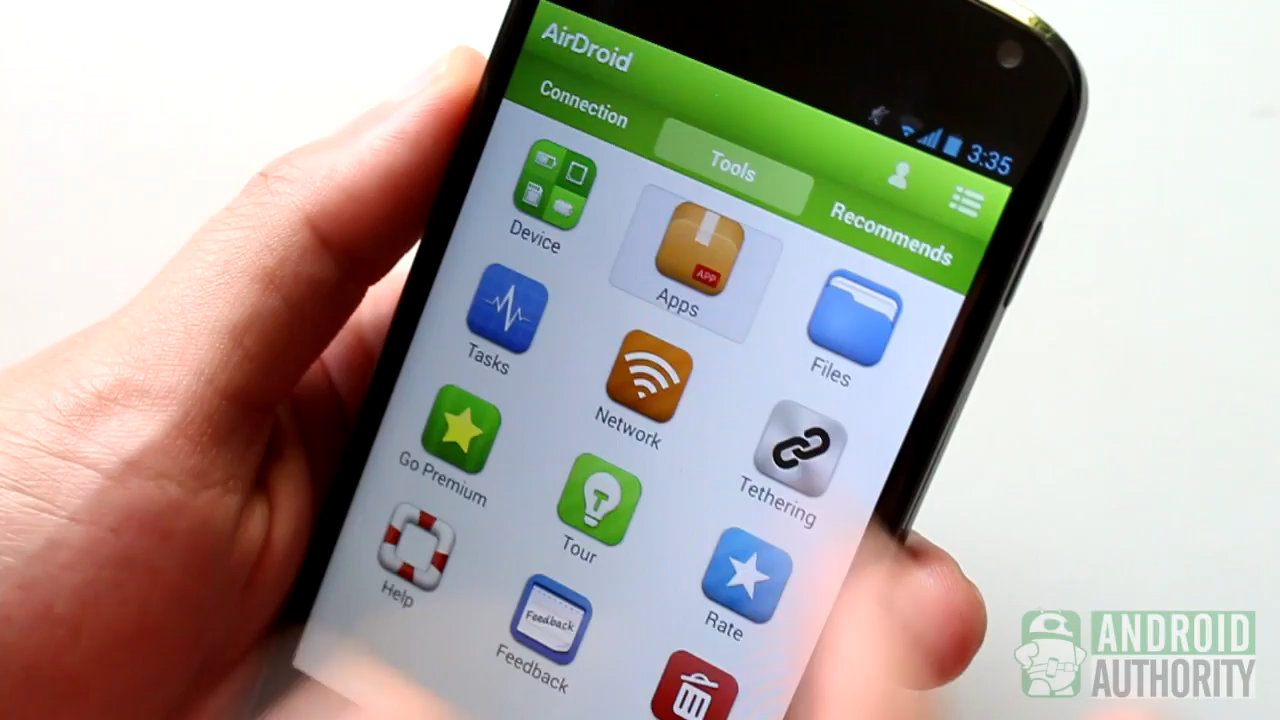 AirDroid
3:35
Connection
Tools
Recommends
Device
APP
Apps
Files
Tasks
Network
Tethering
Go Premium
T
Tour
Rate
Help
Feedback
Feedback
ANDROID
AUTHORITY